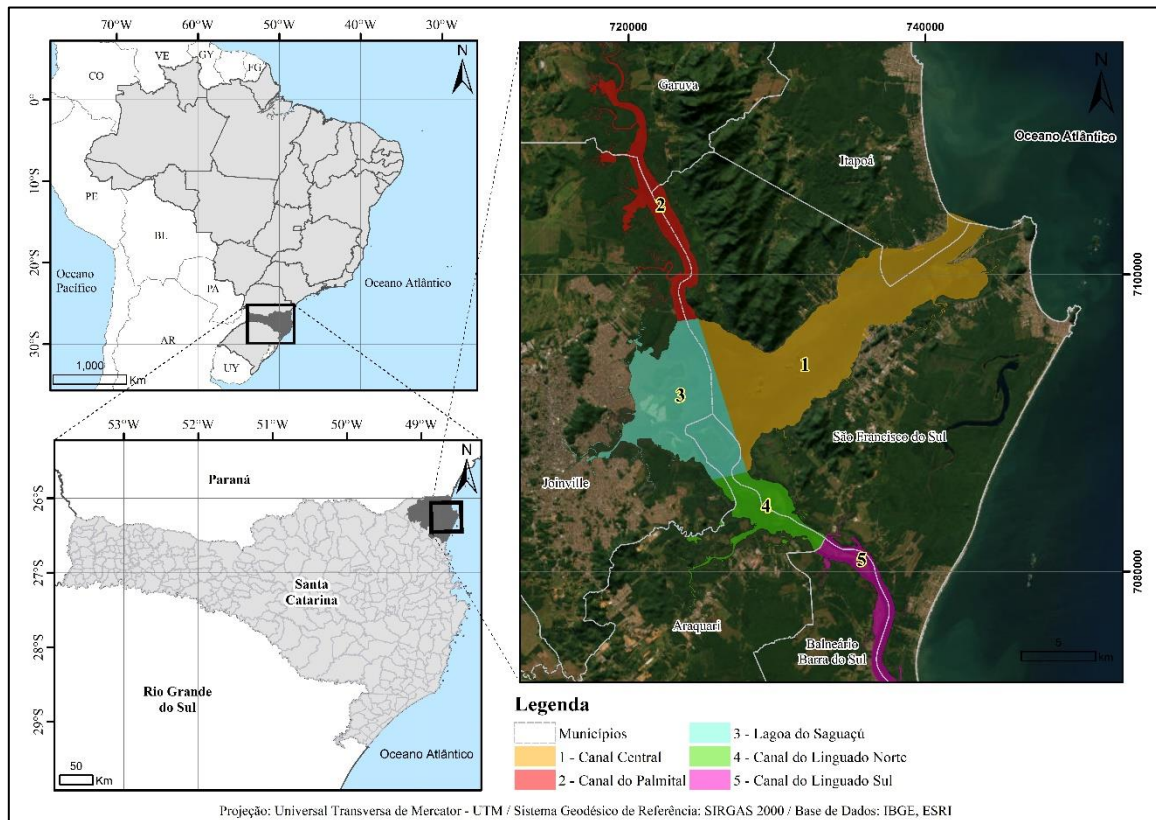 70°W 60°W 50°W 40°W 30°W
N
VE
GY
FG
CO
0°
PE
10°S
BL
Oceano
Pacífico
20°S
PA
Oceano Atlântico
AR
30°S
UY
1,000
Km
53°W 52°W 51°W 50°W 49°W
N
Paraná
26°S
27°S
Santa
Catarina
28°S
Rio Grande
do Sul
29°S
Oceano Atlântico
50
Km
720000 740000
N
Garuva
Oceano Atlântico
Itapoá
2
7100000
1
3
São Francisco do Sul
Joinville
4
5
7080000
Araquari
Balneário
Barra do Sul
5
km
Legenda
Municípios
1 - Canal Central
2 - Canal do Palmital
3 - Lagoa do Saguaçú
4 - Canal do Linguado Norte
5 - Canal do Linguado Sul
Projeção: Universal Transversa de Mercator - UTM / Sistema Geodésico de Referência: SIRGAS 2000 / Base de Dados: IBGE, ESRI